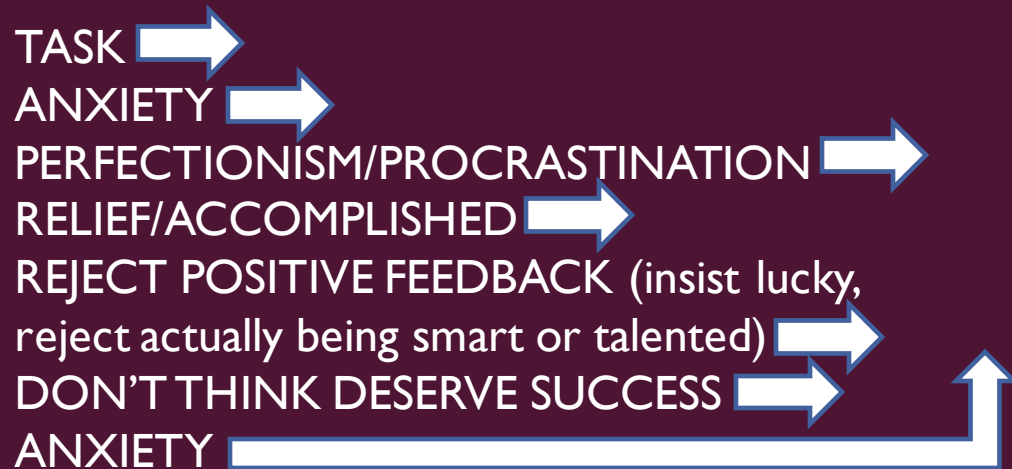 TASK
ANXIETY
PERFECTIONISM/PROCRASTINATION
RELIEF/ACCOMPLISHED
REJECT POSITIVE FEEDBACK (insist lucky,
reject actually being smart or talented)
DON'T THINK DESERVE SUCCESS
ANXIETY